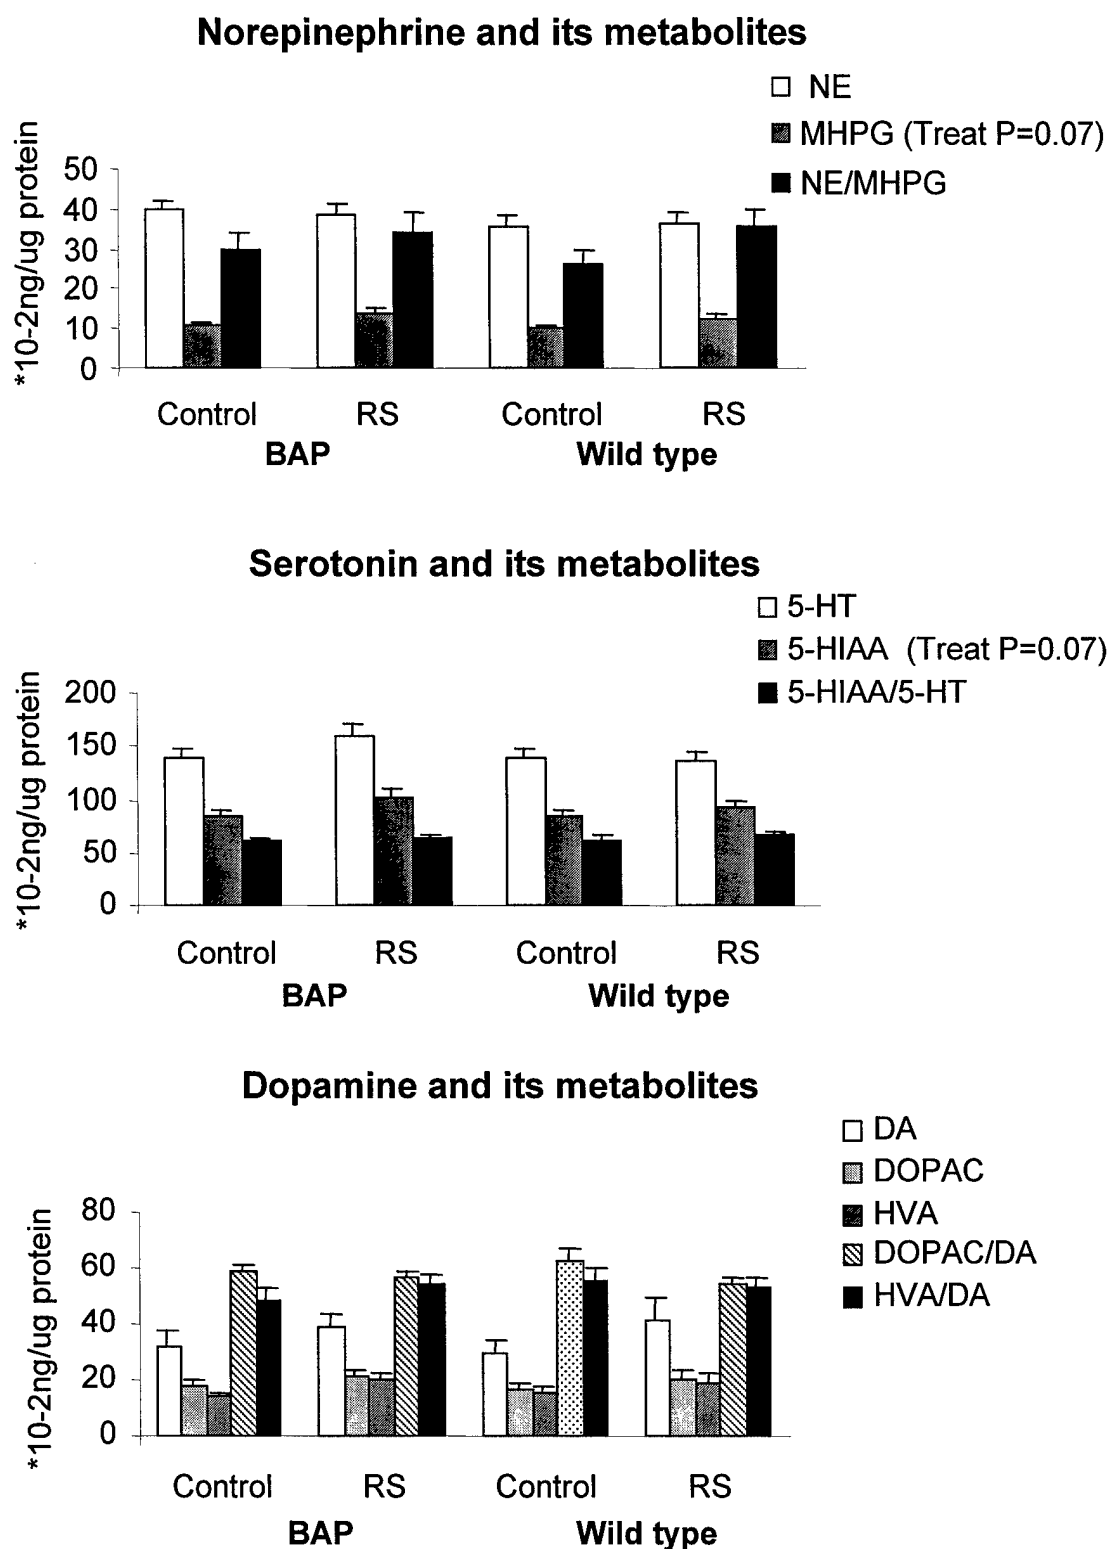 Norepinephrine and its metabolites
NE
MHPG (Treat P=0.07)
NE/MHPG
*10-2ng/ug protein
50
40
30
20
10
0
Control RS Control RS
BAP Wild type
Serotonin and its metabolites
5-HT
5-HIAA (Treat P=0.07)
5-HIAA/5-HT
*10-2ng/ug protein
200
150
100
50
0
Control RS Control RS
BAP Wild type
Dopamine and its metabolites
DA
DOPAC
HVA
DOPAC/DA
HVA/DA
*10-2ng/ug protein
80
60
40
20
0
Control RS Control RS
BAP Wild type